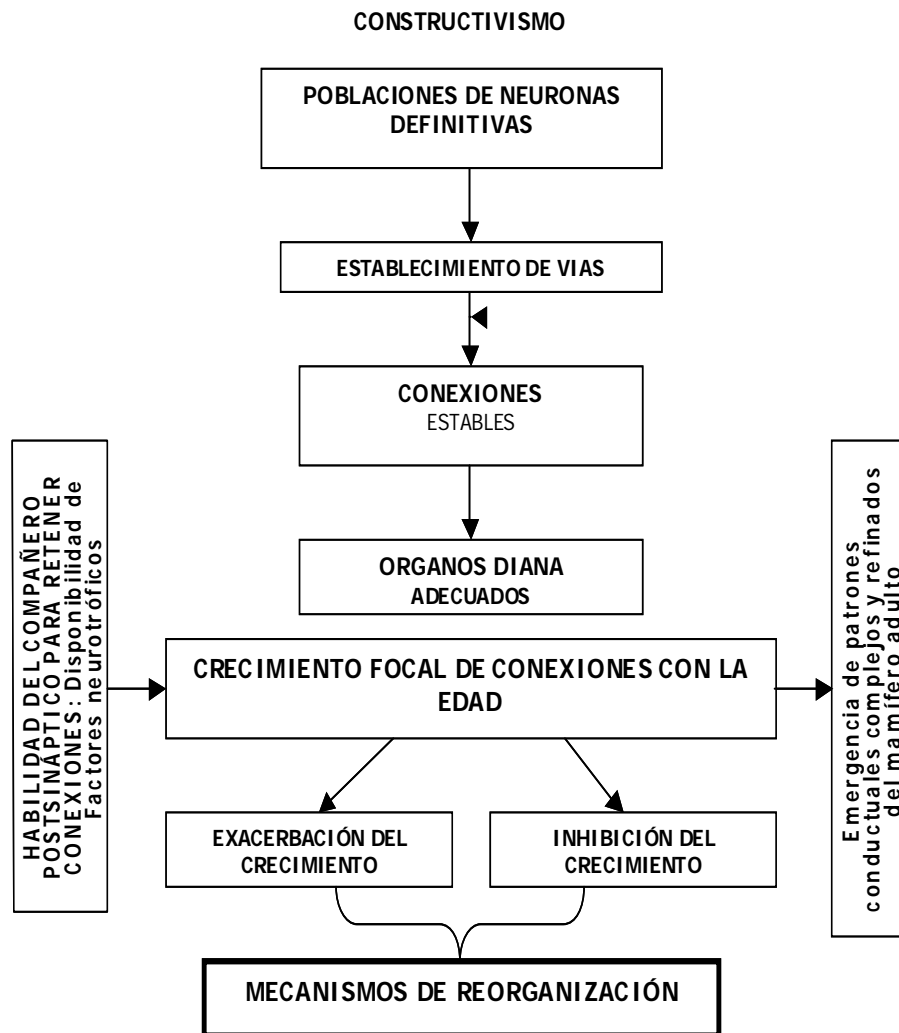 CONSTRUCTIVISMO
POBLACIONES DE NEURONAS
DEFINITIVAS
ESTABLECIMIENTO DE VIAS
CONEXIONES
ESTABLES
ORGANOS DIANA
ADECUADOS
HABILIDAD DEL COMPAÑERO
POSTSINÁPTICO PARA RETENER
CONEXIONES: Disponibilidad de
Factores neurotróficos
CRECIMIENTO FOCAL DE CONEXIONES CON LA
EDAD
Emergencia de patrones
conductuales complejos y refinados
del mamífero adulto
EXACERBACIÓN DEL
CRECIMIENTO
INHIBICIÓN DEL
CRECIMIENTO
MECANISMOS DE REORGANIZACIÓN